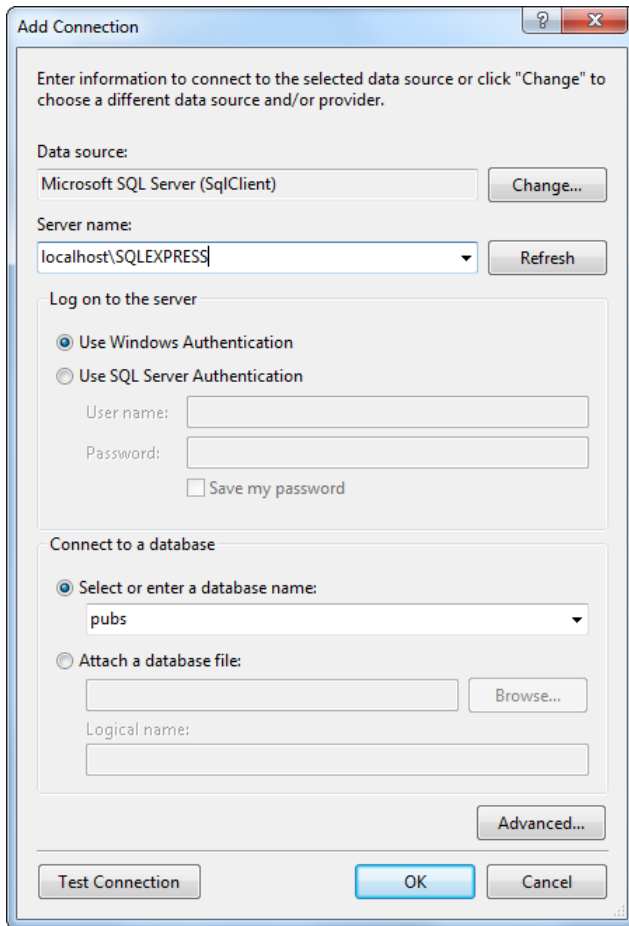 Add Connection
Enter information to connect to the selected data source or click "Change" to
choose a different data source and/or provider.
Data source:
Microsoft SQL Server (SqlClient)
Change...
Server name:
localhost\SQLEXPRESS
Refresh
Log on to the server
Use Windows Authentication
Use SQL Server Authentication
User name:
Password:
Save my password
Connect to a database
Select or enter a database name:
pubs
Attach a database file:
Browse...
Logical name:
Advanced...
Test Connection
OK
Cancel